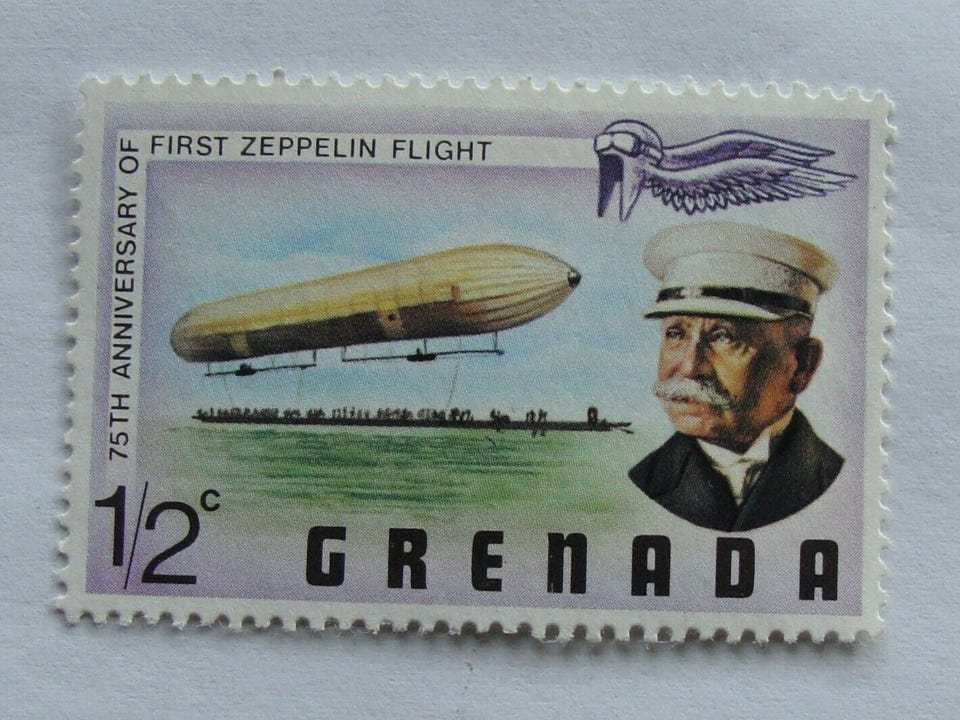 75TH ANNIVERSARY OF
FIRST ZEPPELIN FLIGHT
1/2c
GRENADA